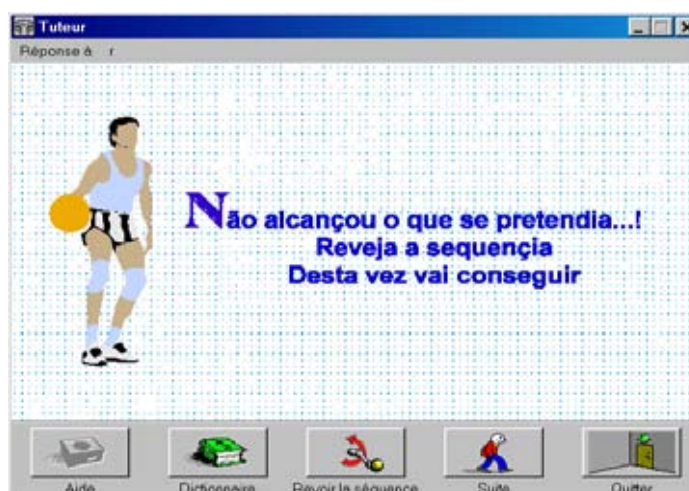 Tuteur
Réponse à r
Não alcançou o que se pretendia...!
Reveja a sequençia
Desta vez vai conseguir
Aide
Dictionnaire
Revoir la séquence
Suite
Quitter